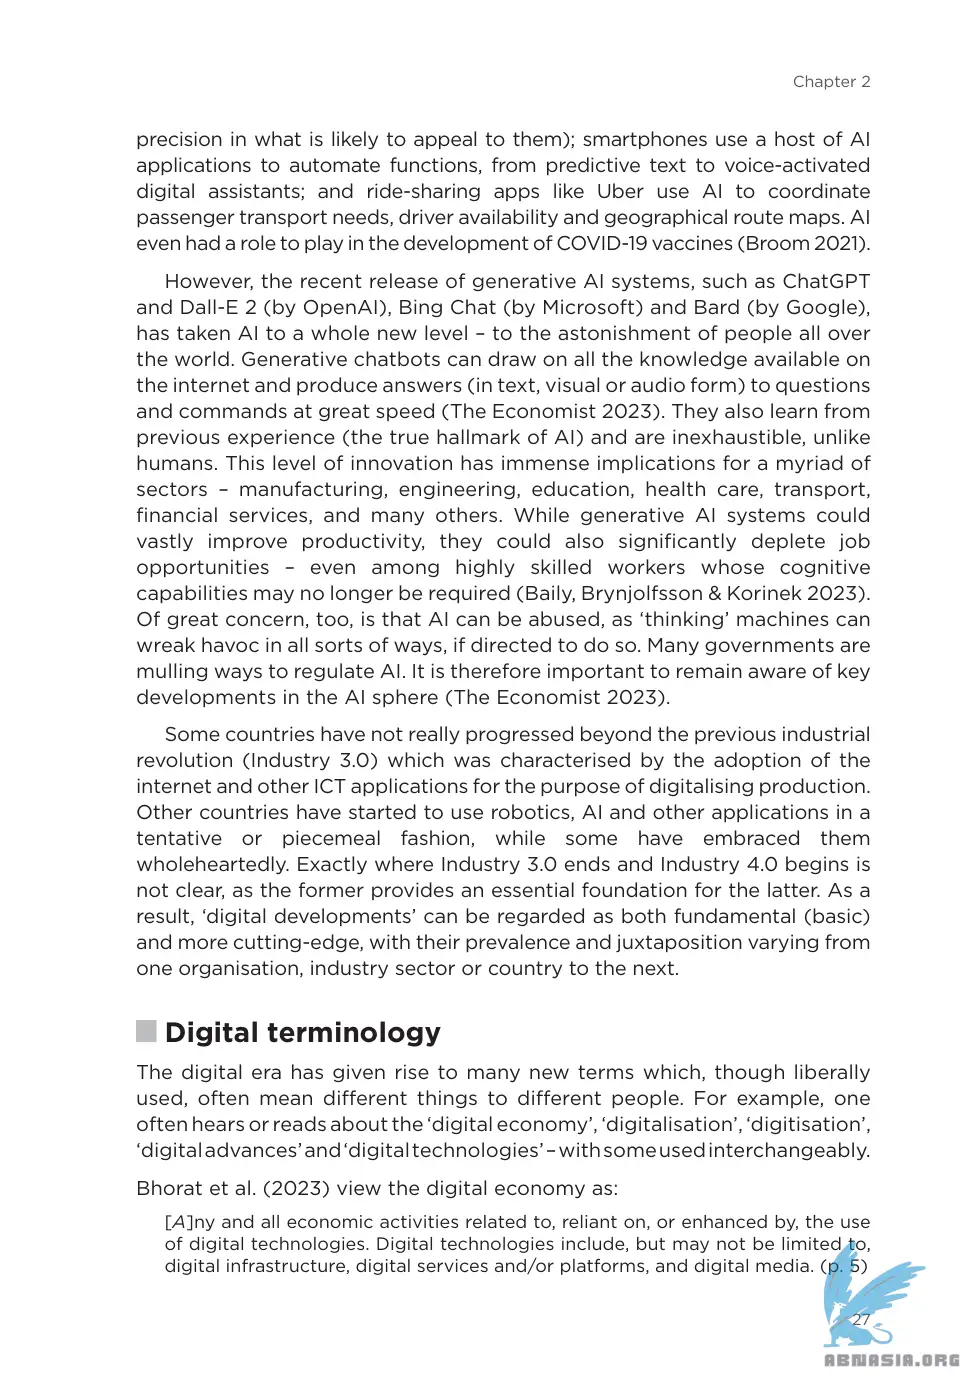 Chapter 2
precision in what is likely to appeal to them); smartphones use a host of AI
applications to automate functions, from predictive text to voice-activated
digital assistants; and ride-sharing apps like Uber use AI to coordinate
passenger transport needs, driver availability and geographical route maps. AI
even had a role to play in the development of COVID-19 vaccines (Broom 2021).
However, the recent release of generative AI systems, such as ChatGPT
and Dall-E 2 (by OpenAI), Bing Chat (by Microsoft) and Bard (by Google),
has taken AI to a whole new level – to the astonishment of people all over
the world. Generative chatbots can draw on all the knowledge available on
the internet and produce answers (in text, visual or audio form) to questions
and commands at great speed (The Economist 2023). They also learn from
previous experience (the true hallmark of AI) and are inexhaustible, unlike
humans. This level of innovation has immense implications for a myriad of
sectors – manufacturing, engineering, education, health care, transport,
financial services, and many others. While generative AI systems could
vastly improve productivity, they could also significantly deplete job
opportunities – even among highly skilled workers whose cognitive
capabilities may no longer be required (Baily, Brynjolfsson & Korinek 2023).
Of great concern, too, is that AI can be abused, as ‘thinking’ machines can
wreak havoc in all sorts of ways, if directed to do so. Many governments are
mulling ways to regulate AI. It is therefore important to remain aware of key
developments in the AI sphere (The Economist 2023).
Some countries have not really progressed beyond the previous industrial
revolution (Industry 3.0) which was characterised by the adoption of the
internet and other ICT applications for the purpose of digitalising production.
Other countries have started to use robotics, AI and other applications in a
tentative or piecemeal fashion, while some have embraced them
wholeheartedly. Exactly where Industry 3.0 ends and Industry 4.0 begins is
not clear, as the former provides an essential foundation for the latter. As a
result, ‘digital developments’ can be regarded as both fundamental (basic)
and more cutting-edge, with their prevalence and juxtaposition varying from
one organisation, industry sector or country to the next.
Digital terminology
The digital era has given rise to many new terms which, though liberally
used, often mean different things to different people. For example, one
often hears or reads about the ‘digital economy’, ‘digitalisation’, ‘digitisation’,
‘digital advances’ and ‘digital technologies’ – with some used interchangeably.
Bhorat et al. (2023) view the digital economy as:
[A]ny and all economic activities related to, reliant on, or enhanced by, the use
of digital technologies. Digital technologies include, but may not be limited to,
digital infrastructure, digital services and/or platforms, and digital media. (p. 5)
27
ABNASIA.ORG